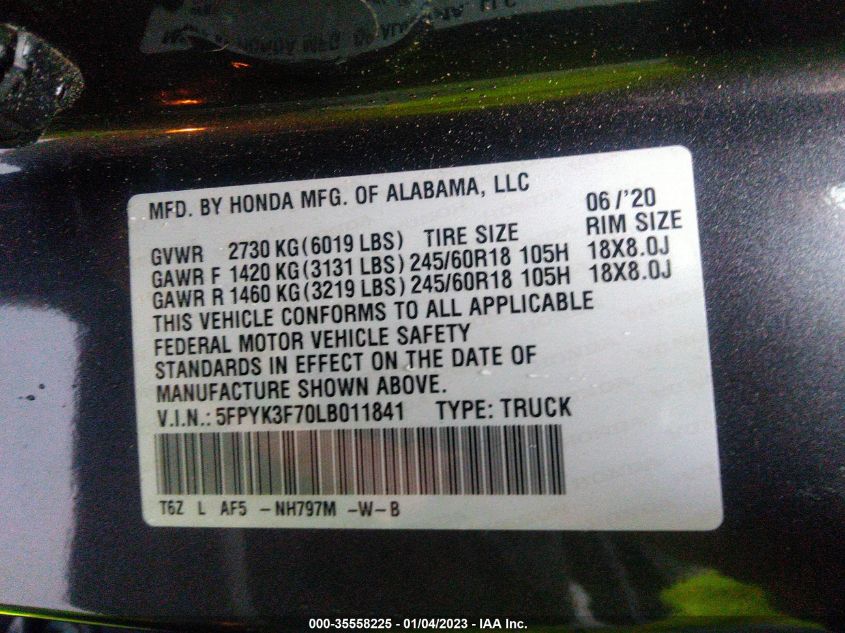 MFD. BY HONDA MFG. OF ALABAMA, LLC 06/'20
GVWR 2730 KG(6019 LBS) TIRE SIZE RIM SIZE
GAWR F 1420 KG(3131 LBS) 245/60R18 105H 18X8.0J
GAWR R 1460 KG(3219 LBS) 245/60R18 105H 18X8.0J
THIS VEHICLE CONFORMS TO ALL APPLICABLE
FEDERAL MOTOR VEHICLE SAFETY
STANDARDS IN EFFECT ON THE DATE OF
MANUFACTURE SHOWN ABOVE.
V.I.N.: 5FPYK3F70LB011841 TYPE: TRUCK
T6Z L AF5 -NH797M -W-B
000-35558225 - 01/04/2023 - IAA Inc.